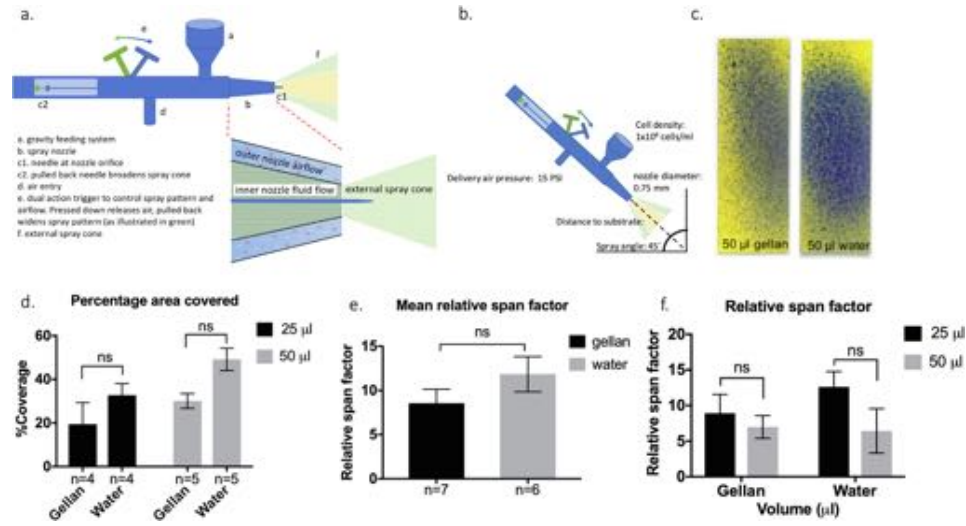 a.
e
a
f
c2
d
b
c1
a. gravity feeding system
b. spray nozzle
c1. needle at nozzle orifice
c2. pulled back needle broadens spray cone
d. air entry
e. dual action trigger to control spray pattern and
airflow. Pressed down releases air, pulled back
widens spray pattern (as illustrated in green)
f. external spray cone
outer nozzle airflow
inner nozzle fluid flow
external spray cone
b.
Cell density:
1x10⁶ cells/ml
Delivery air pressure: 15 PSI
nozzle diameter:
0.75 mm
Distance to substrate:
Spray angle: 45°
c.
50 µl gellan
50 µl water
d.
Percentage area covered
%Coverage
60
40
20
0
ns
ns
25 µl
50 µl
n=4
n=4
n=5
n=5
Gellan
Water
Gellan
Water
e.
Mean relative span factor
Relative span factor
15
10
5
0
ns
gellan
water
n=7
n=6
f.
Relative span factor
Relative span factor
20
15
10
5
0
ns
ns
25 µl
50 µl
Gellan
Water
Volume (µl)